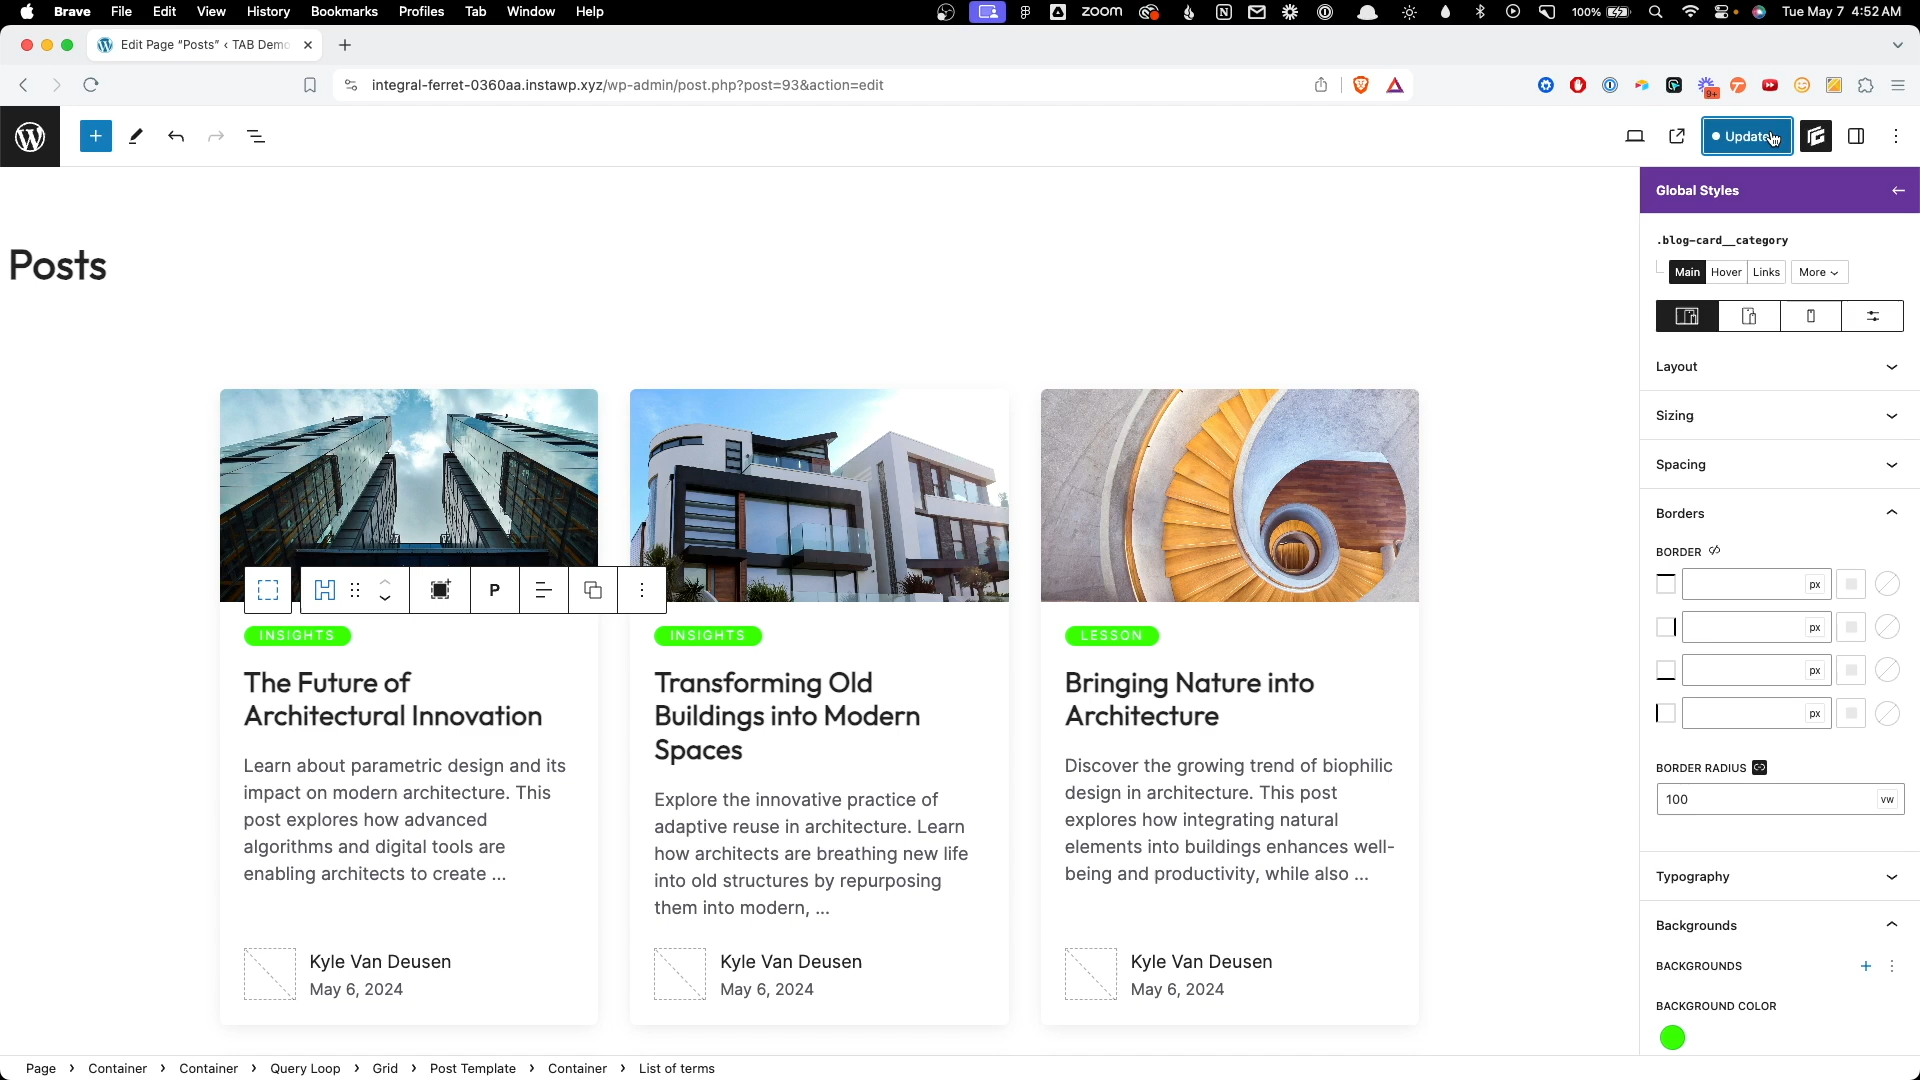 Brave File Edit View History Bookmarks Profiles Tab Window Help zoom 100% Tue May 7 4:52 AM
Edit Page “Posts” ‹ TAB Demo
integral-ferret-0360aa.instawp.xyz/wp-admin/post.php?post=93&action=edit
9+
Update
Global Styles
.blog-card__category
Main Hover Links More
Layout
Sizing
Spacing
Borders
BORDER
px
px
px
px
BORDER RADIUS
100 vw
Typography
Backgrounds
BACKGROUNDS
BACKGROUND COLOR
Posts
P
INSIGHTS
The Future of
Architectural Innovation
Learn about parametric design and its
impact on modern architecture. This
post explores how advanced
algorithms and digital tools are
enabling architects to create ...
Kyle Van Deusen
May 6, 2024
INSIGHTS
Transforming Old
Buildings into Modern
Spaces
Explore the innovative practice of
adaptive reuse in architecture. Learn
how architects are breathing new life
into old structures by repurposing
them into modern, ...
Kyle Van Deusen
May 6, 2024
LESSON
Bringing Nature into
Architecture
Discover the growing trend of biophilic
design in architecture. This post
explores how integrating natural
elements into buildings enhances well-
being and productivity, while also ...
Kyle Van Deusen
May 6, 2024
Page › Container › Container › Query Loop › Grid › Post Template › Container › List of terms